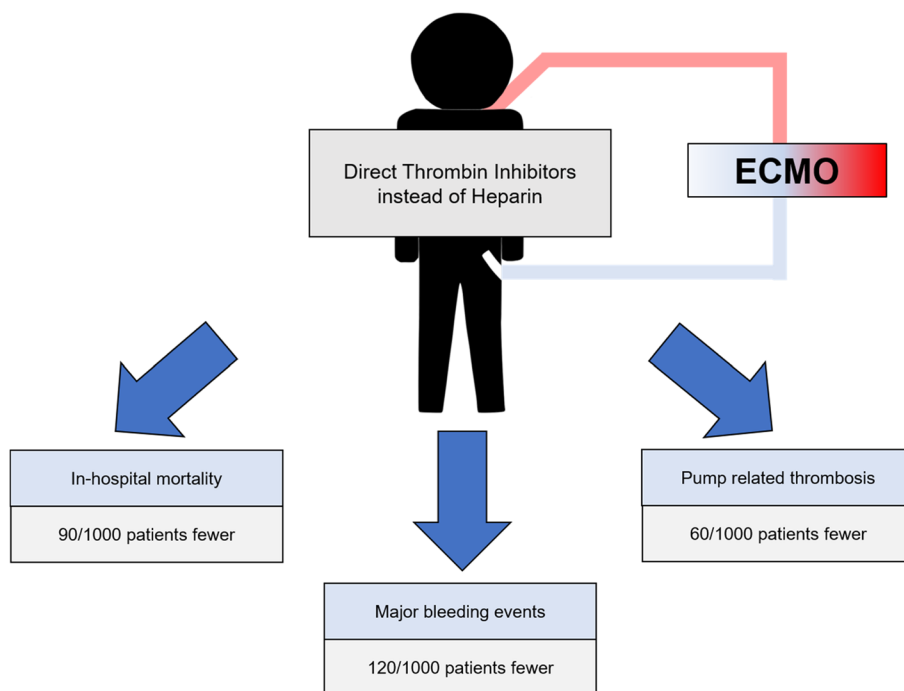 Direct Thrombin Inhibitors
instead of Heparin
ECMO
In-hospital mortality
90/1000 patients fewer
Major bleeding events
120/1000 patients fewer
Pump related thrombosis
60/1000 patients fewer